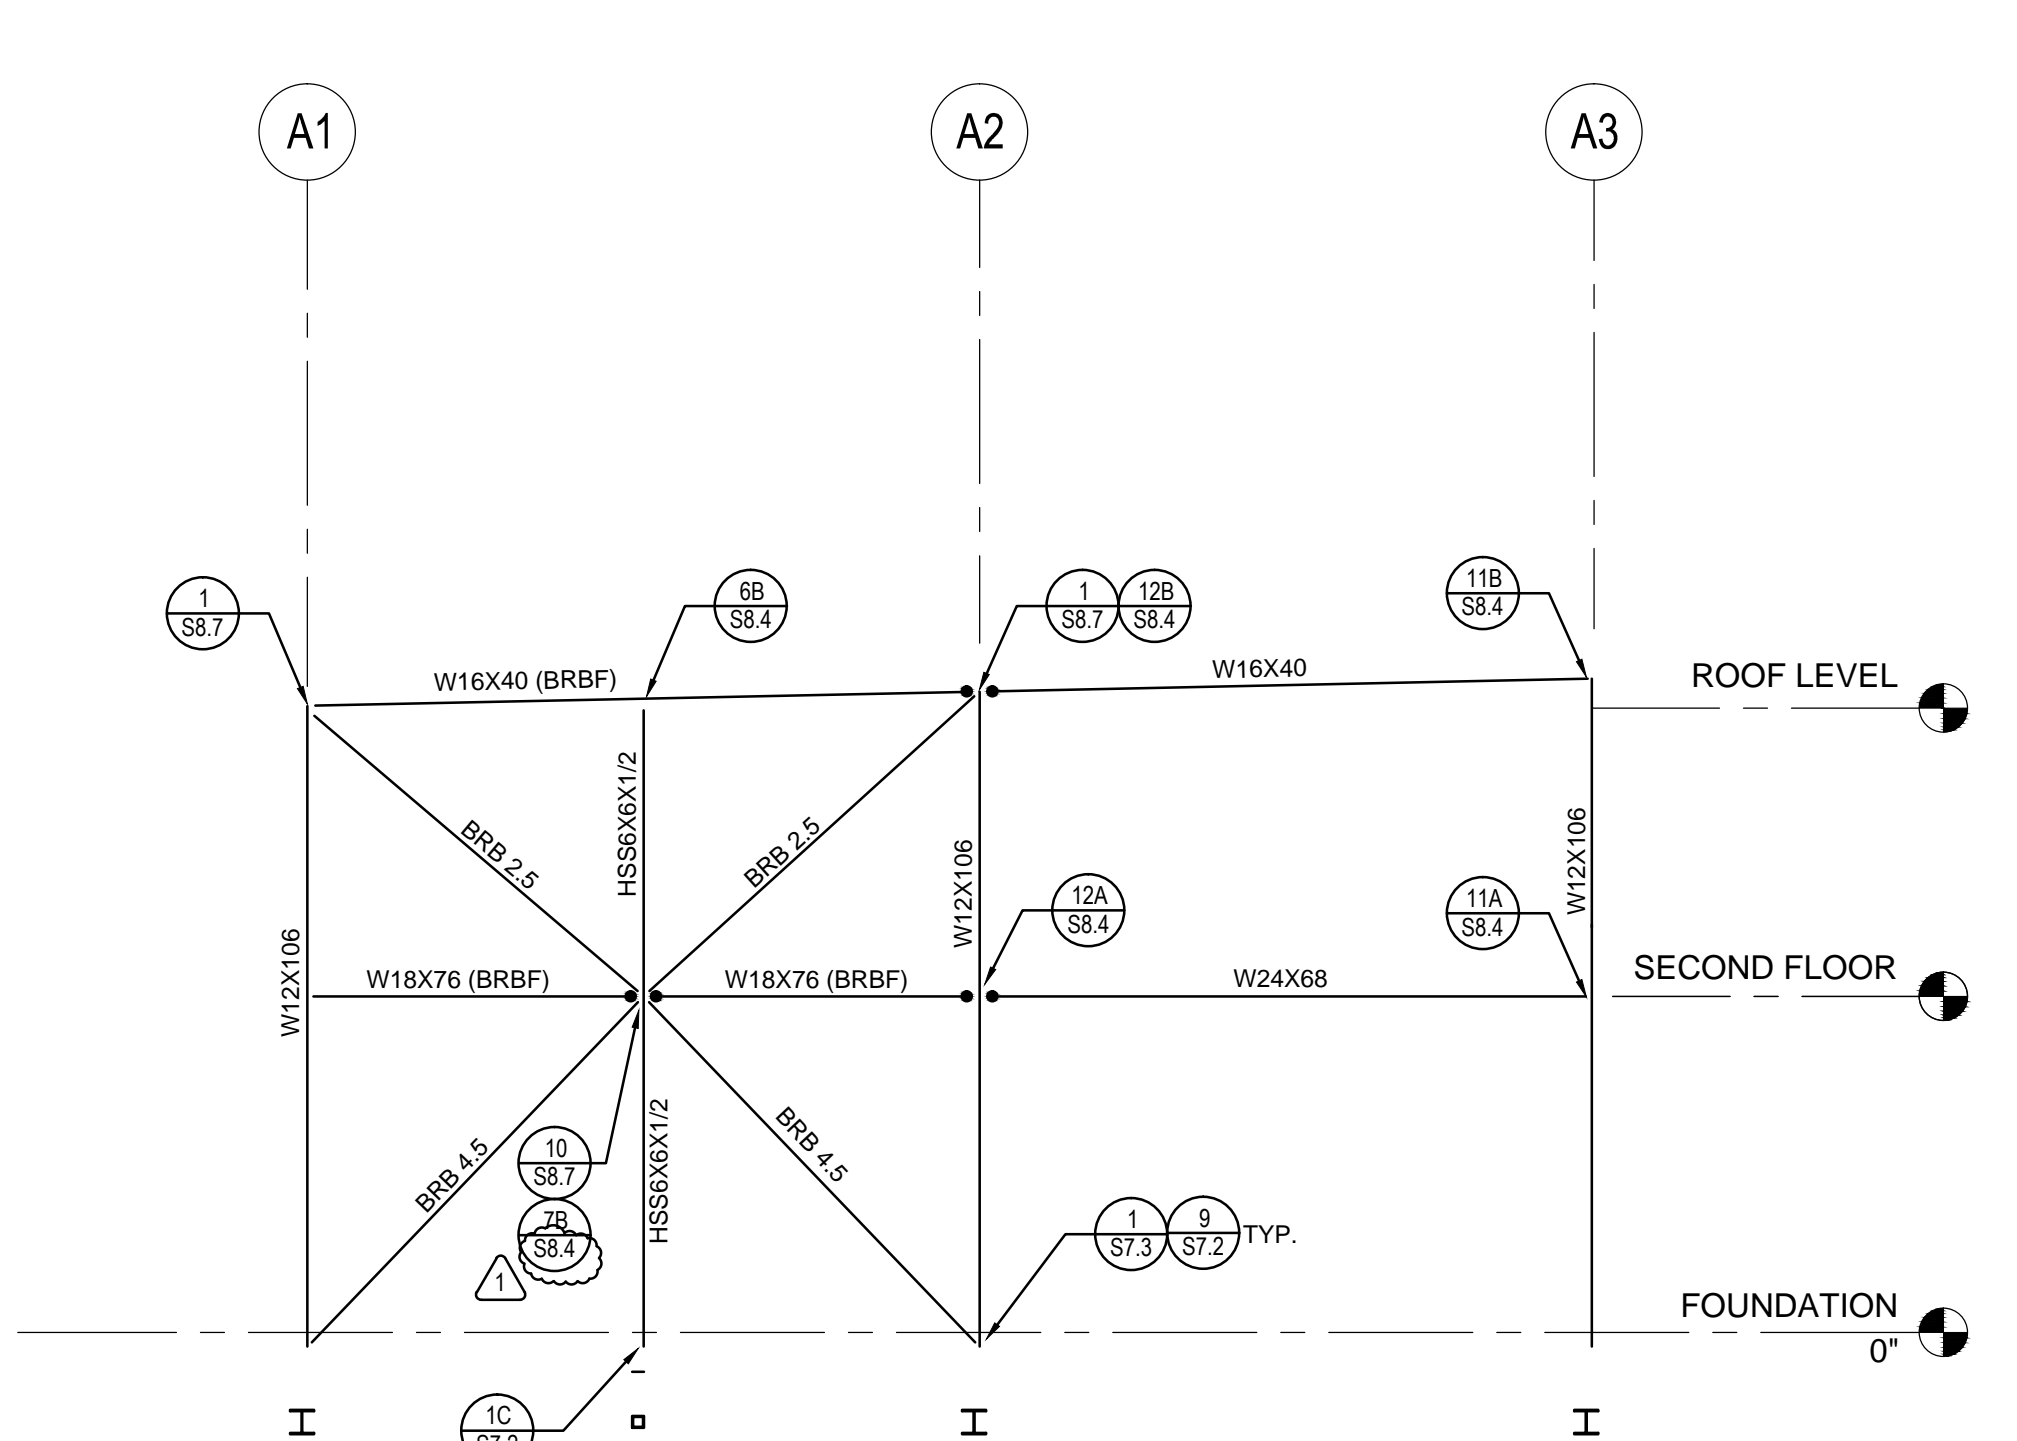 A1
A2
A3
1
S8.7
6B
S8.4
1
S8.7
12B
S8.4
11B
S8.4
W16X40 (BRBF)
W16X40
ROOF LEVEL
BRB 2.5
HSS6X6X1/2
BRB 2.5
W12X106
W12X106
W12X106
12A
S8.4
11A
S8.4
W18X76 (BRBF)
W18X76 (BRBF)
W24X68
SECOND FLOOR
BRB 4.5
10
S8.7
7B
S8.4
1
HSS6X6X1/2
BRB 4.5
1
S7.3
9
S7.2
TYP.
FOUNDATION
0"
1C